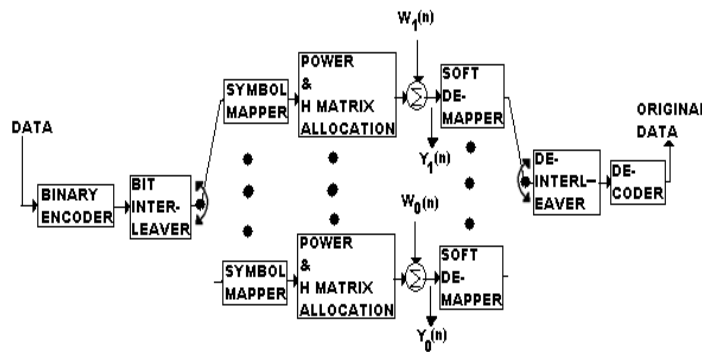 DATA
BINARY
ENCODER
BIT
INTER-
LEAVER
SYMBOL
MAPPER
POWER
&
H MATRIX
ALLOCATION
W1(n)
Σ
Y1(n)
SOFT
DE-
MAPPER
SYMBOL
MAPPER
POWER
&
H MATRIX
ALLOCATION
W0(n)
Σ
Y0(n)
SOFT
DE-
MAPPER
DE-
INTERL-
EAVER
DE-
CODER
ORIGINAL
DATA